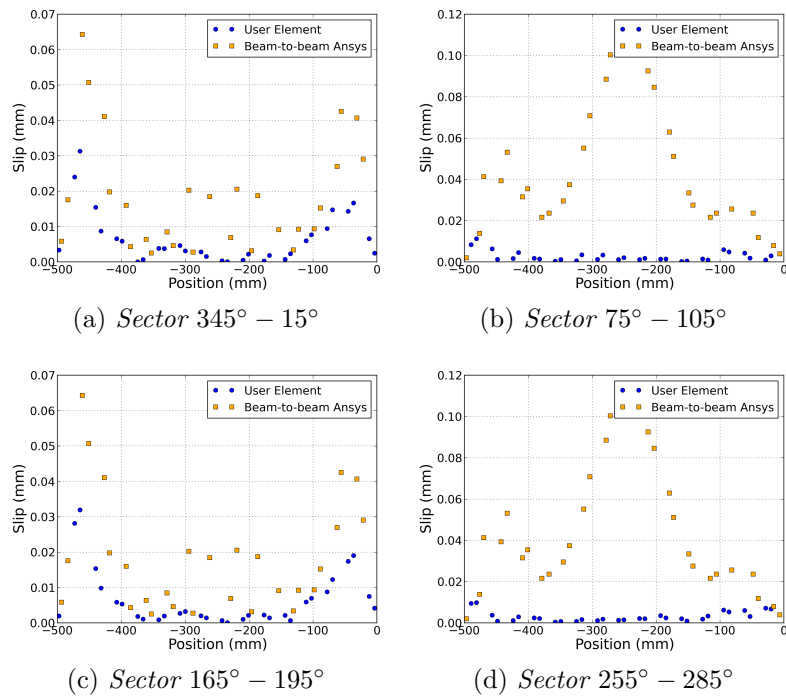 0.07
0.06
0.05
0.04
0.03
0.02
0.01
0.00
Slip (mm)
User Element
Beam-to-beam Ansys
−500 −400 −300 −200 −100 0
Position (mm)
(a) Sector 345° − 15°
0.12
0.10
0.08
0.06
0.04
0.02
0.00
Slip (mm)
User Element
Beam-to-beam Ansys
−500 −400 −300 −200 −100 0
Position (mm)
(b) Sector 75° − 105°
0.07
0.06
0.05
0.04
0.03
0.02
0.01
0.00
Slip (mm)
User Element
Beam-to-beam Ansys
−500 −400 −300 −200 −100 0
Position (mm)
(c) Sector 165° − 195°
0.12
0.10
0.08
0.06
0.04
0.02
0.00
Slip (mm)
User Element
Beam-to-beam Ansys
−500 −400 −300 −200 −100 0
Position (mm)
(d) Sector 255° − 285°